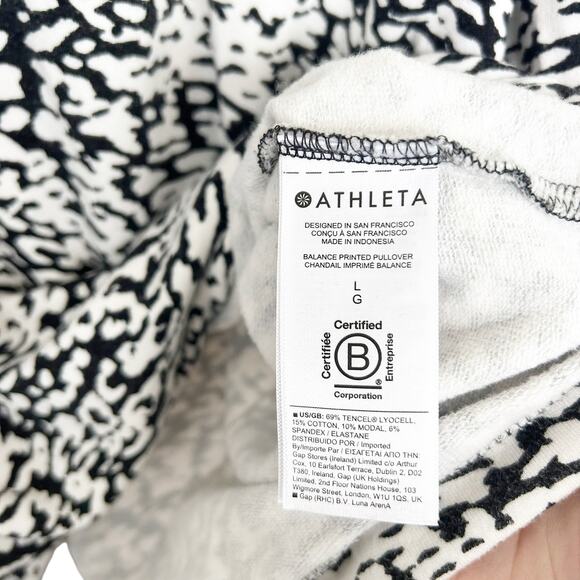 ATHLETA
DESIGNED IN SAN FRANCISCO
CONÇU À SAN FRANCISCO
MADE IN INDONESIA
BALANCE PRINTED PULLOVER
CHANDAIL IMPRIMÉ BALANCE
L
G
Certified
Certifiée
B
Entreprise
®
Corporation
■ US/GB: 69% TENCEL® LYOCELL,
15% COTTON, 10% MODAL, 6%
SPANDEX / ELASTANE
DISTRIBUIDO POR / Imported
By/Importe Par / ΕΙΣΑΓΕΤΑΙ ΑΠΟ ΤΗΝ:
Gap Stores (Ireland) Limited c/o Arthur
Cox, 10 Earlsfort Terrace, Dublin 2, D02
T380, Ireland, Gap (UK Holdings)
Limited, 2nd Floor Nations House, 103
Wigmore Street, London, W1U 1QS, UK
■ Gap (RHC) B.V. Luna ArenA